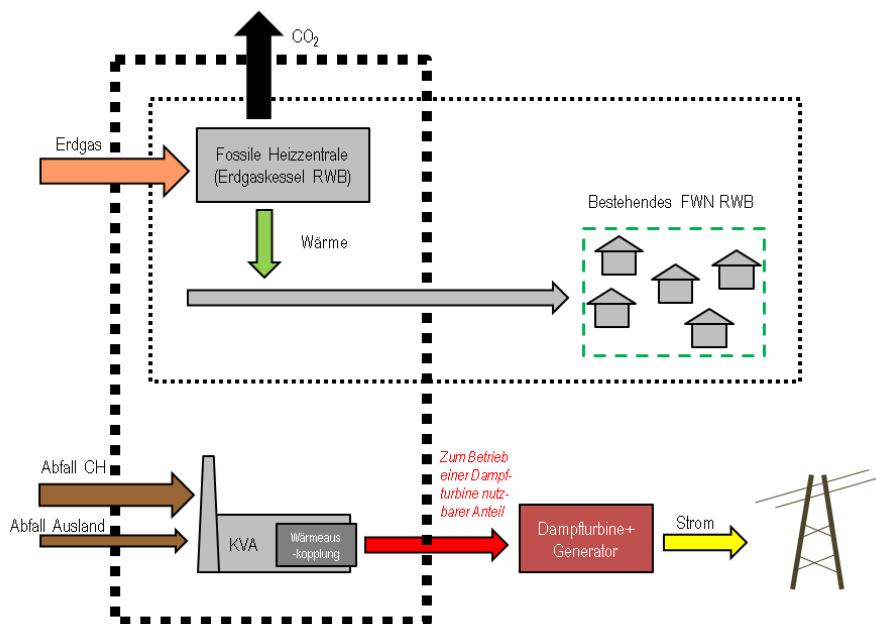 CO₂
Erdgas
Fossile Heizzentrale
(Erdgaskessel RWB)
Wärme
Bestehendes FWN RWB
Abfall CH
Abfall Ausland
KVA
Wärmeaus
-kopplung
Zum Betrieb
einer Dampf-
turbine nutz-
barer Anteil
Dampfturbine+
Generator
Strom